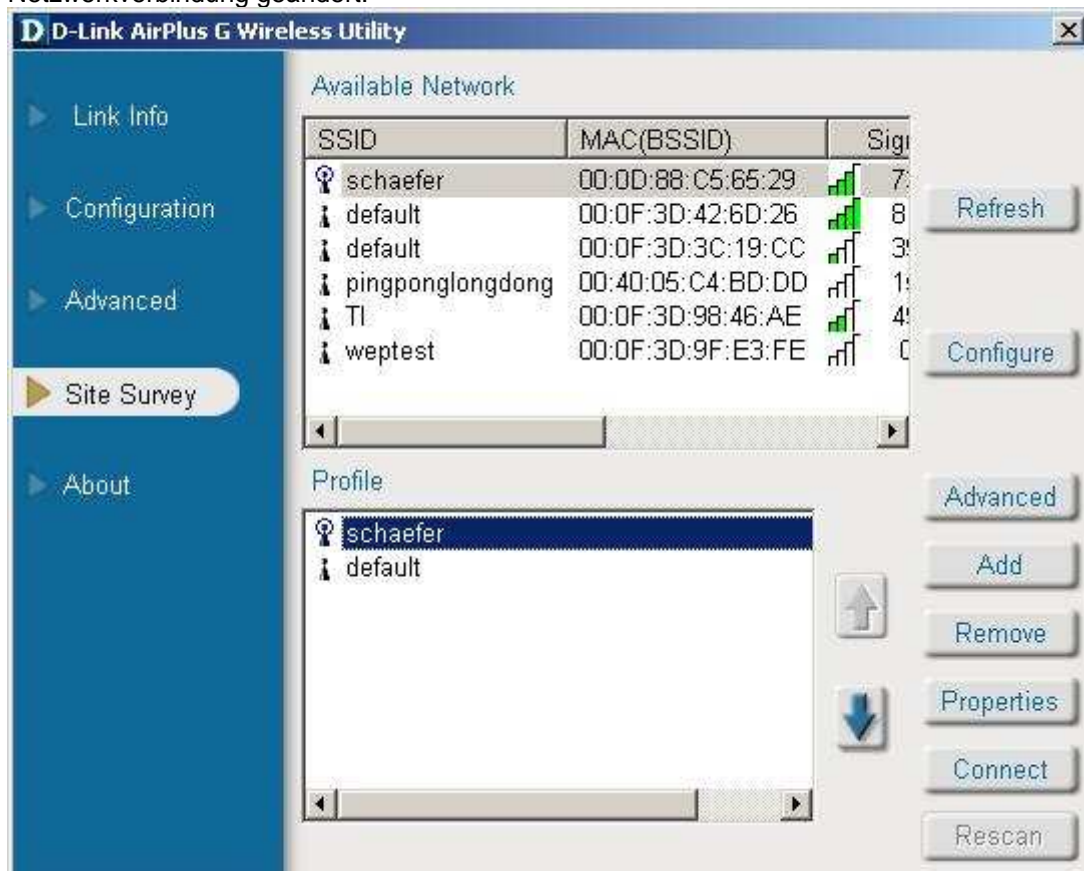 Netzwerkverbindung geändert.
D-Link AirPlus G Wireless Utility
Link Info
Configuration
Advanced
Site Survey
About
Available Network
SSID MAC(BSSID)
schaefer 00:0D:88:C5:65:29
default 00:0F:3D:42:6D:26
default 00:0F:3D:3C:19:CC
pingponglongdong 00:40:05:C4:BD:DD
TI 00:0F:3D:98:46:AE
weptest 00:0F:3D:9F:E3:FE
Refresh
Configure
Profile
schaefer
default
Advanced
Add
Remove
Properties
Connect
Rescan